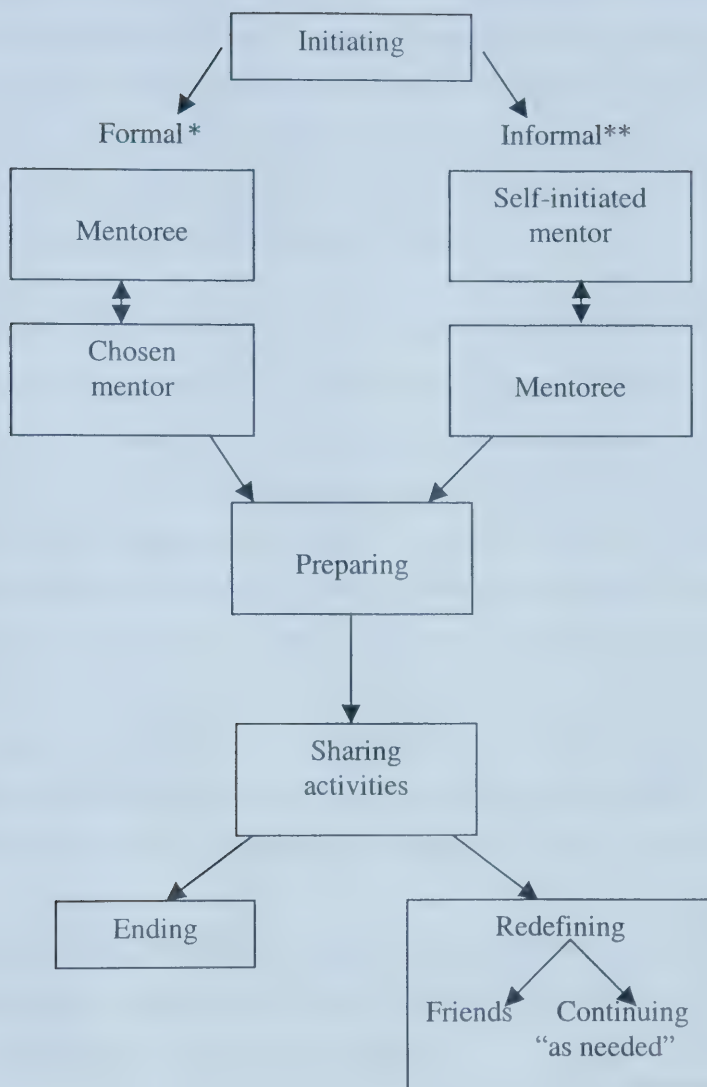 Initiating
Formal *
Informal**
Mentoree
Self-initiated
mentor
Chosen
mentor
Mentoree
Preparing
Sharing
activities
Ending
Redefining
Friends
Continuing
“as needed”